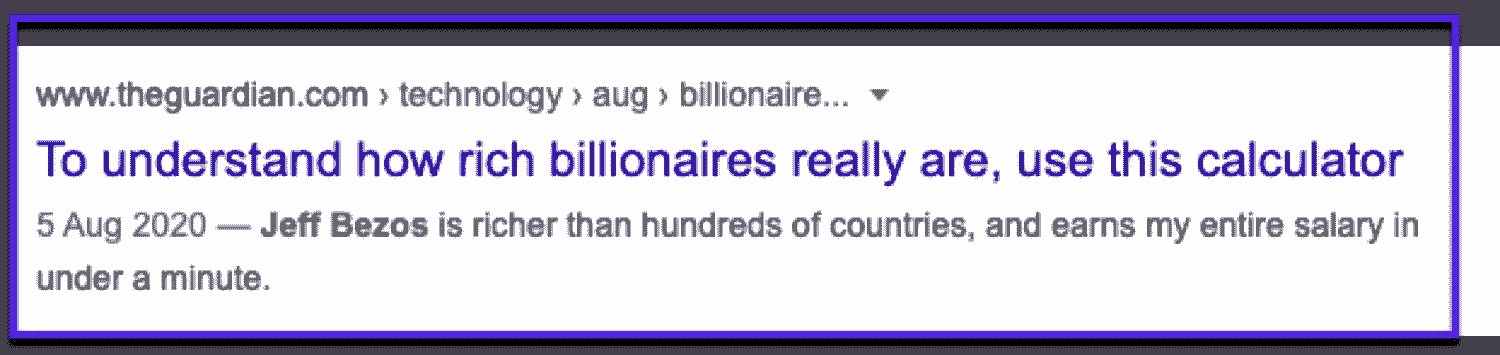 www.theguardian.com › technology › aug › billionaire...
To understand how rich billionaires really are, use this calculator
5 Aug 2020 — Jeff Bezos is richer than hundreds of countries, and earns my entire salary in
under a minute.